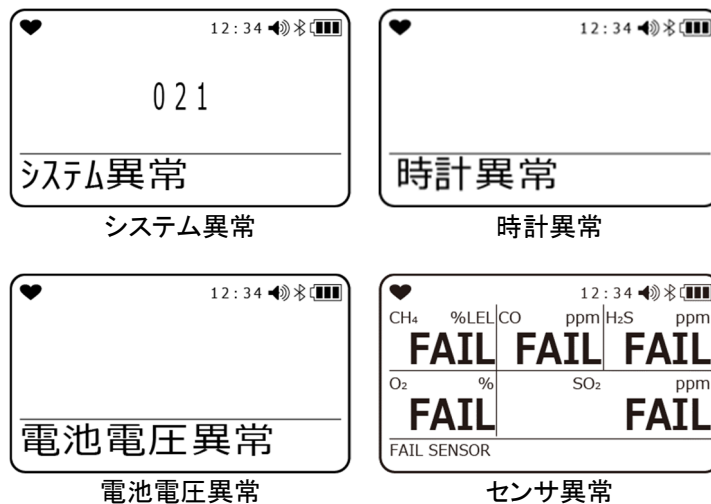 12:34
021
システム異常
システム異常
12:34
時計異常
時計異常
12:34
電池電圧異常
電池電圧異常
12:34
CH₄ %LEL CO ppm H₂S ppm
FAIL FAIL FAIL
O₂ % SO₂ ppm
FAIL FAIL
FAIL SENSOR
センサ異常